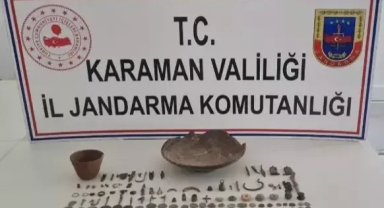 T.C.
KARAMAN VALİLİĞİ
İL JANDARMA KOMUTANLIĞI